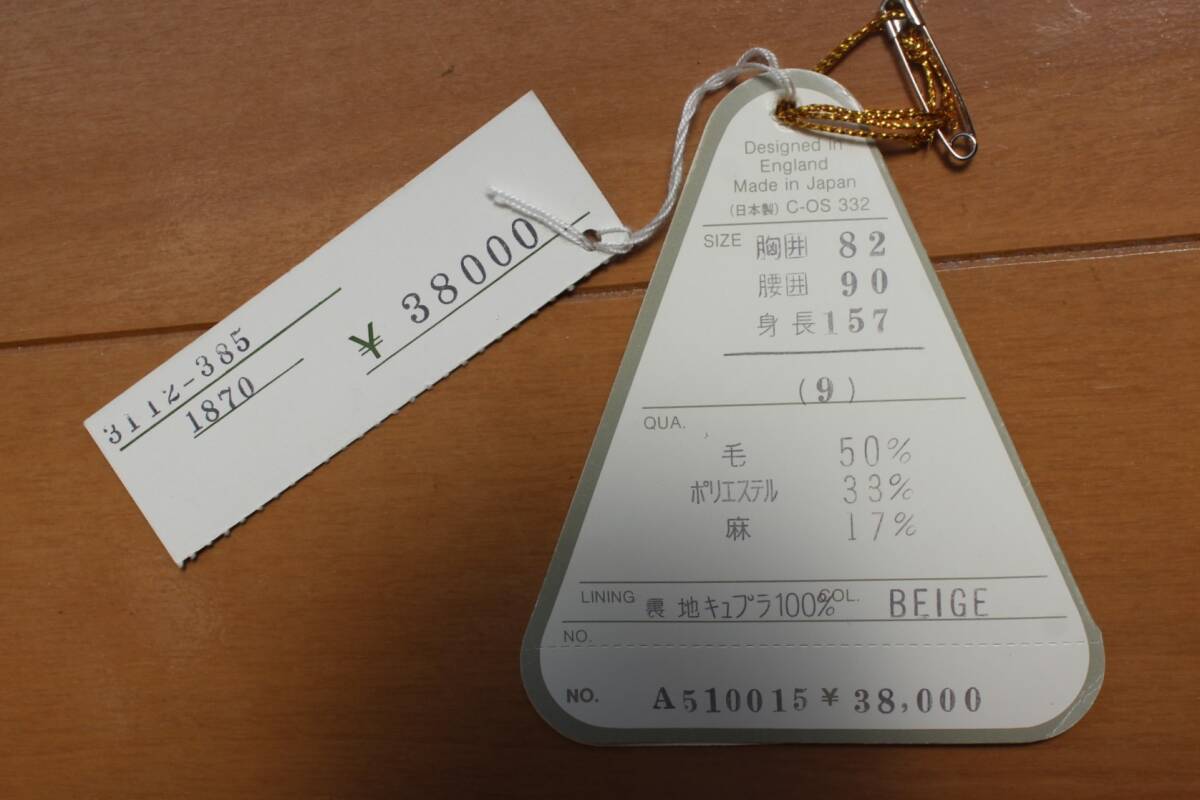 3112-385
1870
¥ 38000
Designed in
England
Made in Japan
(日本製) C-OS 332
SIZE 胸囲 82
腰囲 90
身長 157
(9)
QUA.
毛 50%
ポリエステル 33%
麻 17%
LINING 裏地キュプラ100% COL. BEIGE
NO.
NO. A510015 ¥ 38,000